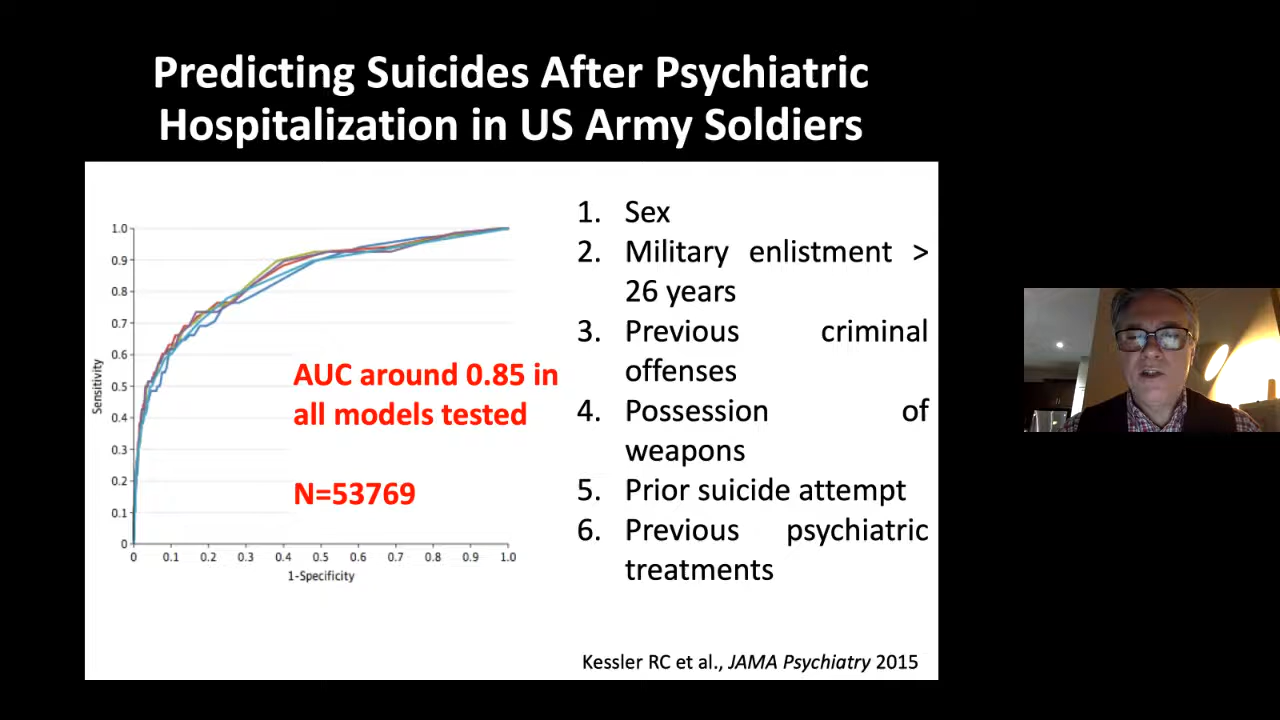 Predicting Suicides After Psychiatric
Hospitalization in US Army Soldiers
1.0
0.9
0.8
0.7
0.6
0.5
0.4
0.3
0.2
0.1
0
Sensitivity
0 0.1 0.2 0.3 0.4 0.5 0.6 0.7 0.8 0.9 1.0
1-Specificity
AUC around 0.85 in
all models tested
N=53769
1. Sex
2. Military enlistment >
26 years
3. Previous criminal
offenses
4. Possession of
weapons
5. Prior suicide attempt
6. Previous psychiatric
treatments
Kessler RC et al., JAMA Psychiatry 2015